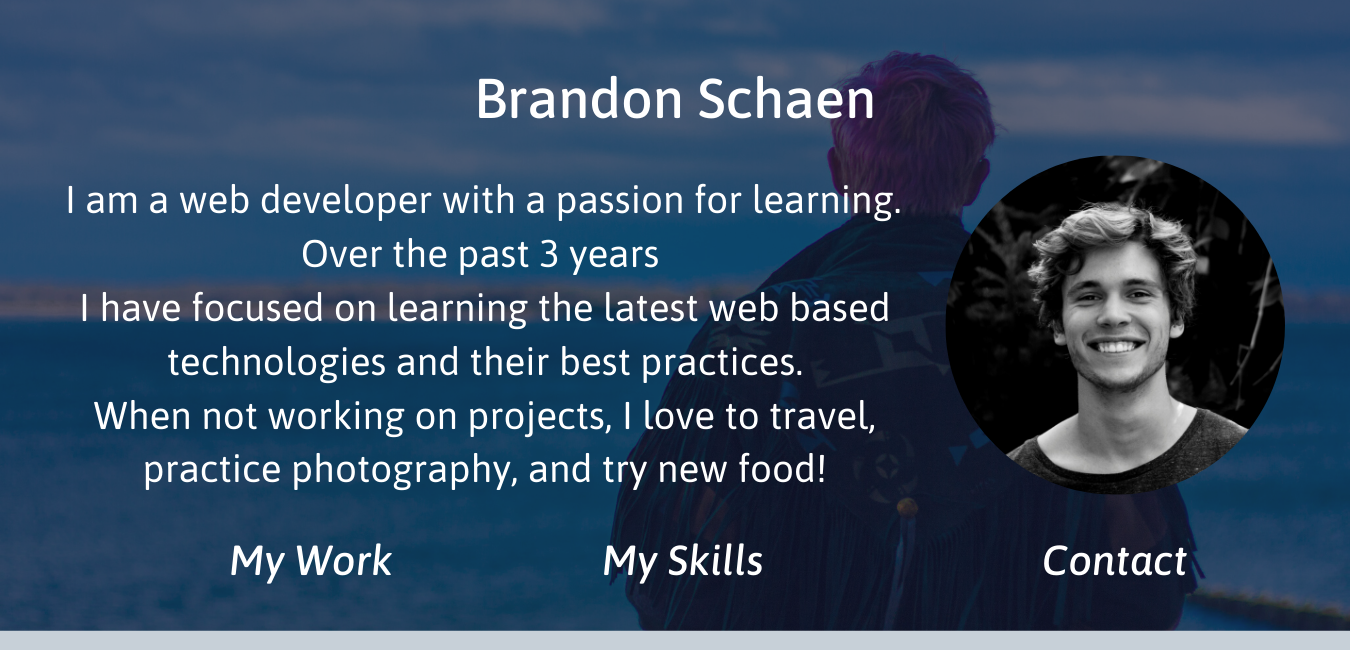 Brandon Schaen
I am a web developer with a passion for learning.
Over the past 3 years
I have focused on learning the latest web based
technologies and their best practices.
When not working on projects, I love to travel,
practice photography, and try new food!
My Work
My Skills
Contact